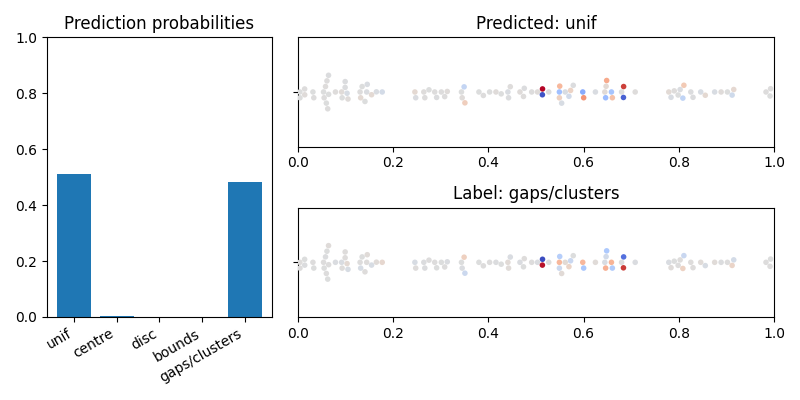 Prediction probabilities
1.0
0.8
0.6
0.4
0.2
0.0
unif
centre
disc
bounds
gaps/clusters
Predicted: unif
0.0 0.2 0.4 0.6 0.8 1.0
Label: gaps/clusters
0.0 0.2 0.4 0.6 0.8 1.0